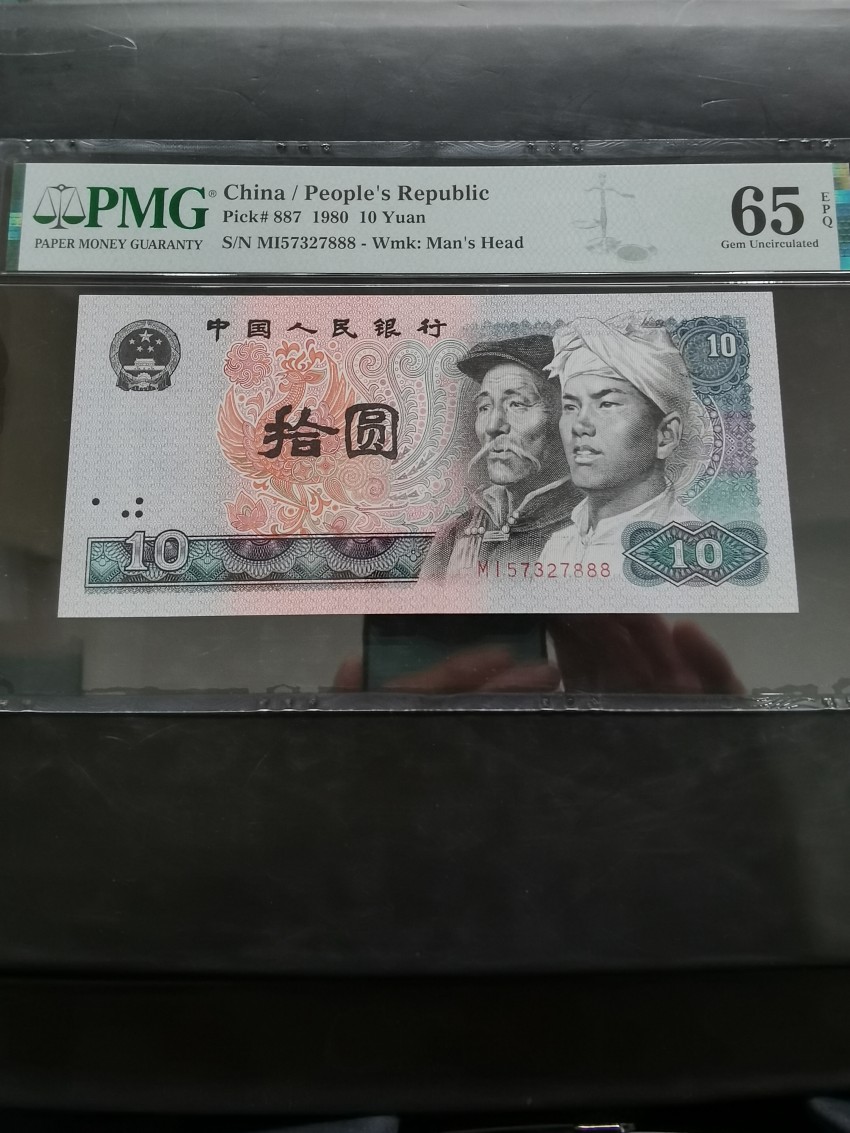 PMG®
PAPER MONEY GUARANTY
China / People's Republic
Pick# 887 1980 10 Yuan
S/N MI57327888 - Wmk: Man's Head
65
EPQ
Gem Uncirculated
中国人民银行
10
拾圆
10
MI57327888
10